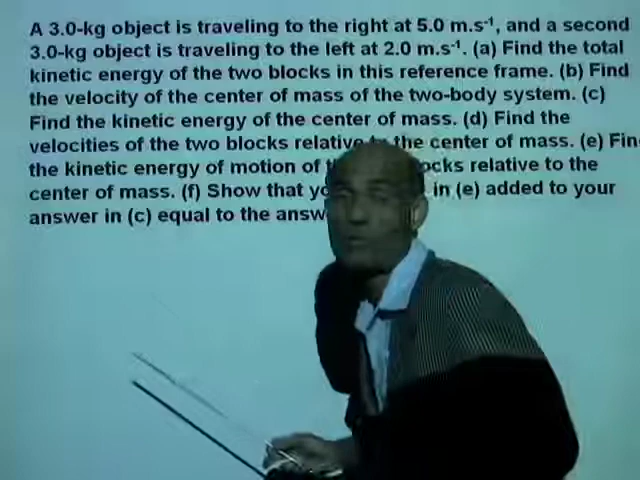 A 3.0-kg object is traveling to the right at 5.0 m.s⁻¹, and a second
3.0-kg object is traveling to the left at 2.0 m.s⁻¹. (a) Find the total
kinetic energy of the two blocks in this reference frame. (b) Find
the velocity of the center of mass of the two-body system. (c)
Find the kinetic energy of the center of mass. (d) Find the
velocities of the two blocks relative the center of mass. (e) Fin
the kinetic energy of motion of ocks relative to the
center of mass. (f) Show that in (e) added to your
answer in (c) equal to the answ